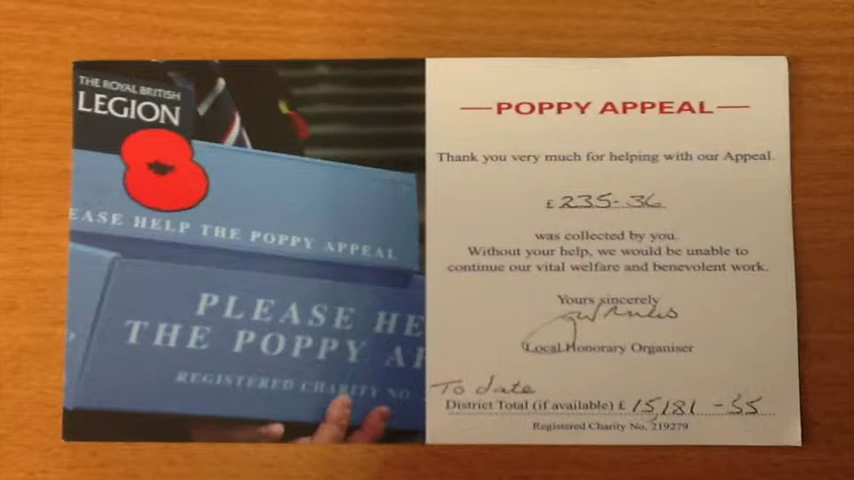 THE ROYAL BRITISH
LEGION
EASE HELP THE POPPY APPEAL
PLEASE HE
THE POPPY AP
REGISTERED CHARITY NO
POPPY APPEAL
Thank you very much for helping with our Appeal.
£ 235-36
was collected by you.
Without your help, we would be unable to
continue our vital welfare and benevolent work.
Yours sincerely
Local Honorary Organiser
To date
District Total (if available) £ 15,181-55
Registered Charity No. 219279